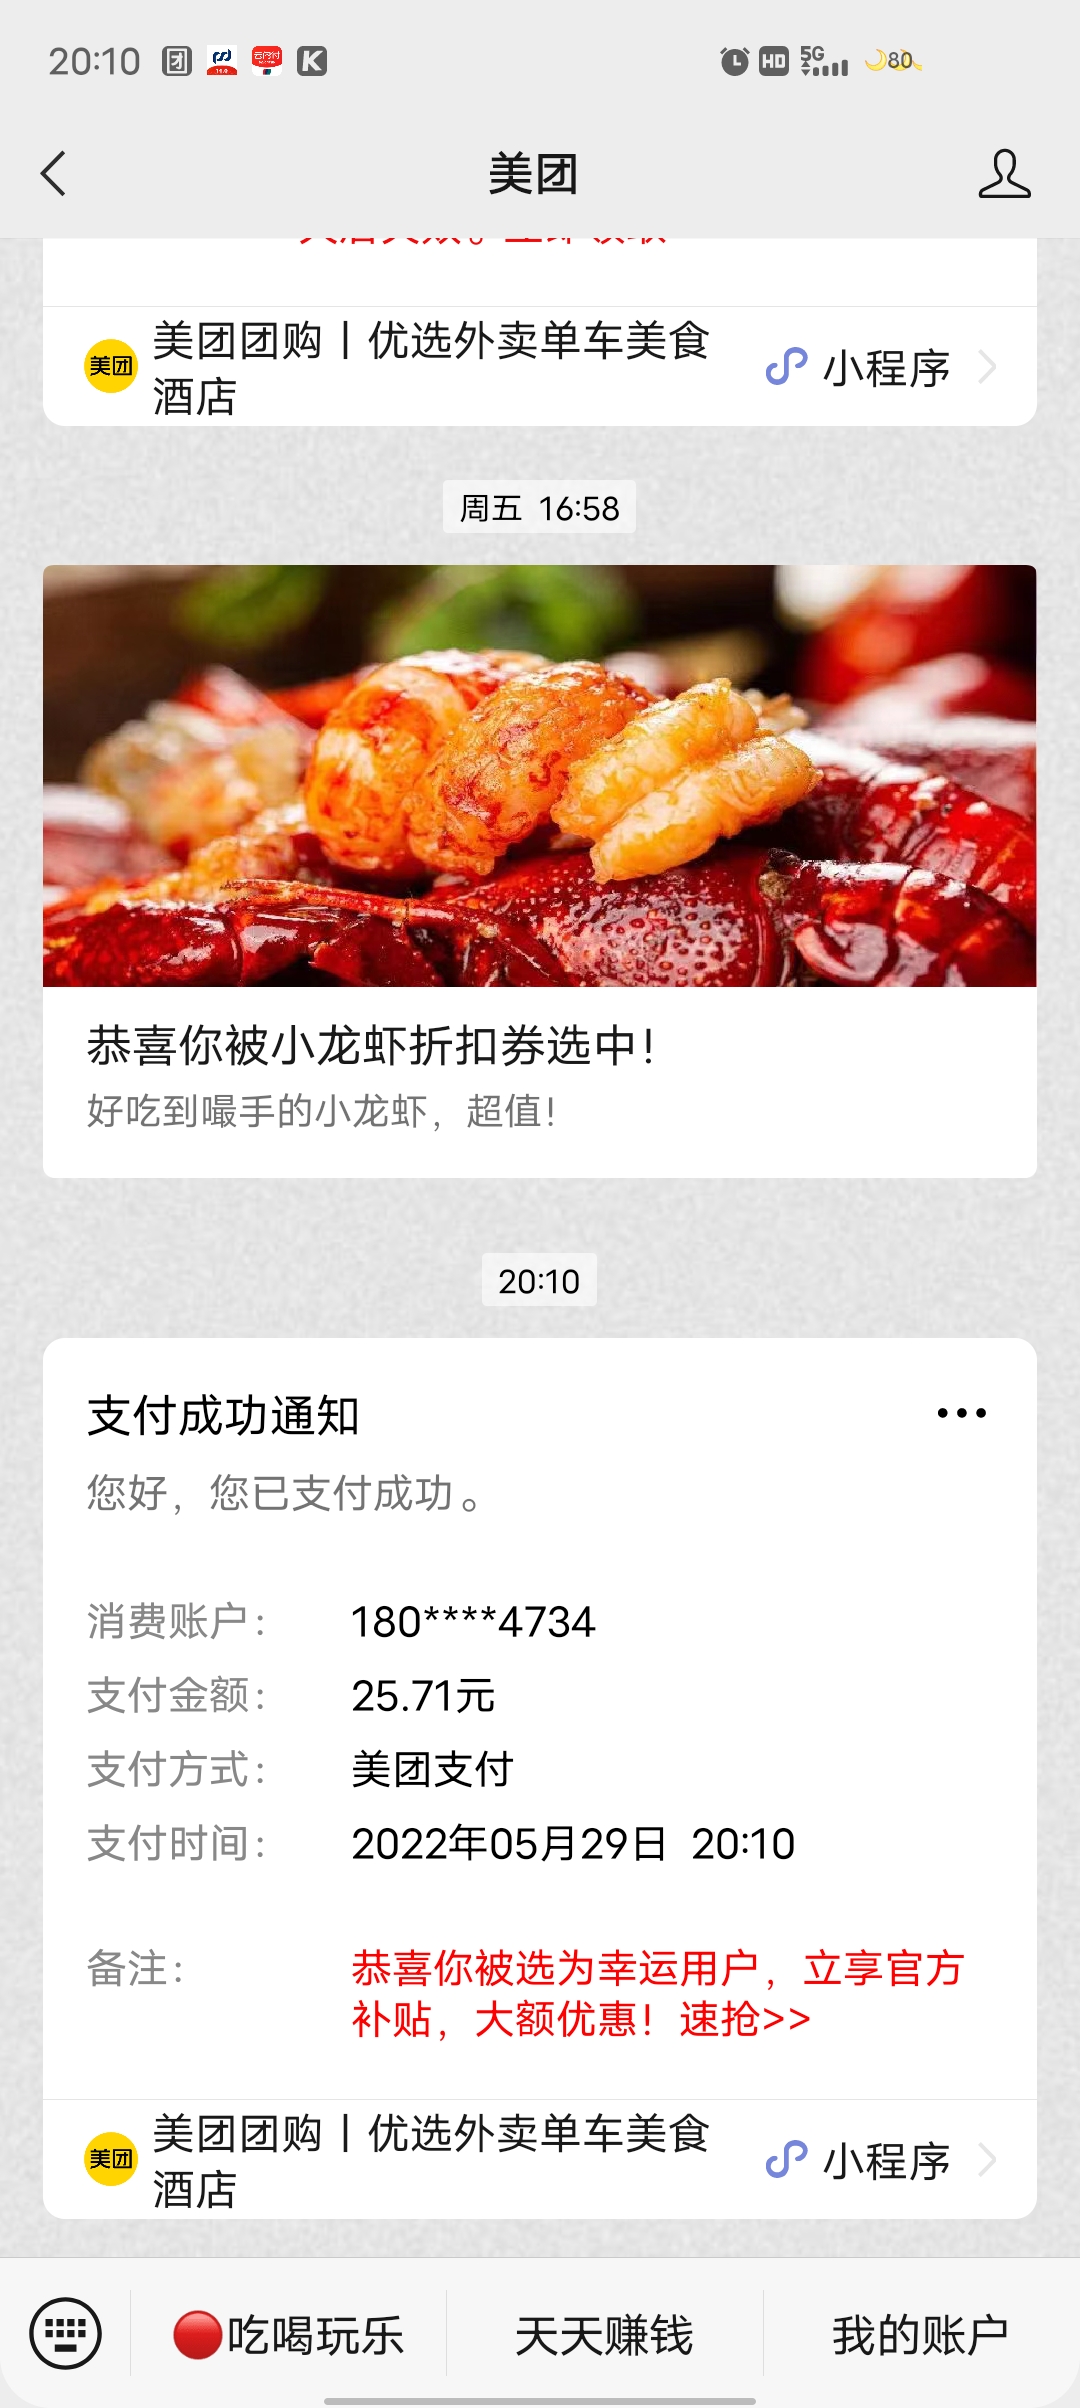 20:10
HD 5G 80
美团
美团团购丨优选外卖单车美食
酒店
小程序
周五 16:58
恭喜你被小龙虾折扣券选中!
好吃到嘬手的小龙虾，超值!
20:10
支付成功通知
您好，您已支付成功。
消费账户: 180****4734
支付金额: 25.71元
支付方式: 美团支付
支付时间: 2022年05月29日 20:10
备注: 恭喜你被选为幸运用户，立享官方
补贴，大额优惠！速抢>>
美团团购丨优选外卖单车美食
酒店
小程序
吃喝玩乐
天天赚钱
我的账户